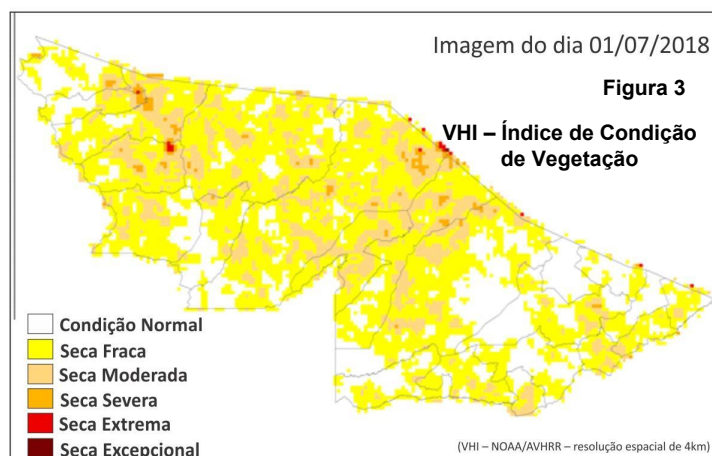 Imagem do dia 01/07/2018
Figura 3
VHI – Índice de Condição
de Vegetação
Condição Normal
Seca Fraca
Seca Moderada
Seca Severa
Seca Extrema
Seca Excepcional
(VHI – NOAA/AVHRR – resolução espacial de 4km)